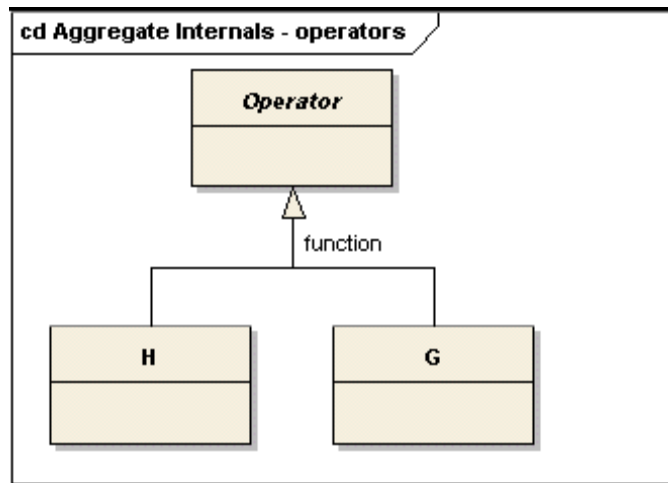 cd Aggregate Internals - operators
Operator
function
H
G